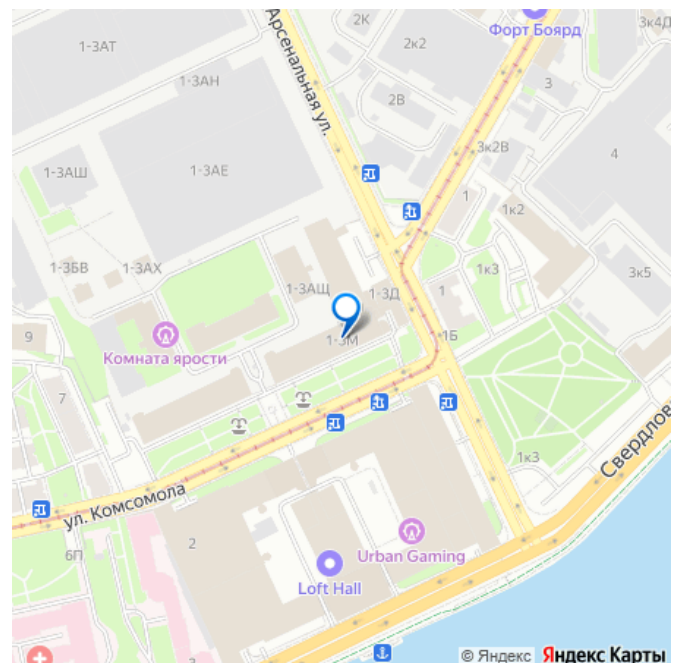 Форт Боярд
3к4Д
2К
2к2
1-3АТ
1-3АН
Арсенальная ул.
2В
3
3к2В
4
1-3АШ
1-3АЕ
1
1к2
1-3БВ
1-3АХ
1к3
3к5
1-3АЩ
1-3Д
1
9
1-3М
1Б
Комната ярости
7
1к3
Свердлов
ул. Комсомола
2
6П
Urban Gaming
Loft Hall
3
© Яндекс Яндекс Карты